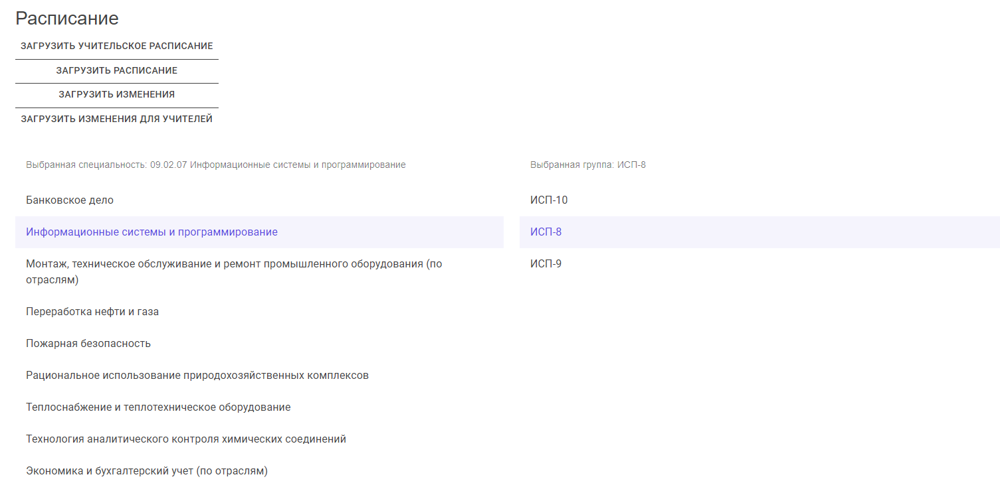 Расписание
ЗАГРУЗИТЬ УЧИТЕЛЬСКОЕ РАСПИСАНИЕ
ЗАГРУЗИТЬ РАСПИСАНИЕ
ЗАГРУЗИТЬ ИЗМЕНЕНИЯ
ЗАГРУЗИТЬ ИЗМЕНЕНИЯ ДЛЯ УЧИТЕЛЕЙ
Выбранная специальность: 09.02.07 Информационные системы и программирование
Банковское дело
Информационные системы и программирование
Монтаж, техническое обслуживание и ремонт промышленного оборудования (по
отраслям)
Переработка нефти и газа
Пожарная безопасность
Рациональное использование природохозяйственных комплексов
Теплоснабжение и теплотехническое оборудование
Технология аналитического контроля химических соединений
Экономика и бухгалтерский учет (по отраслям)
Выбранная группа: ИСП-8
ИСП-10
ИСП-8
ИСП-9